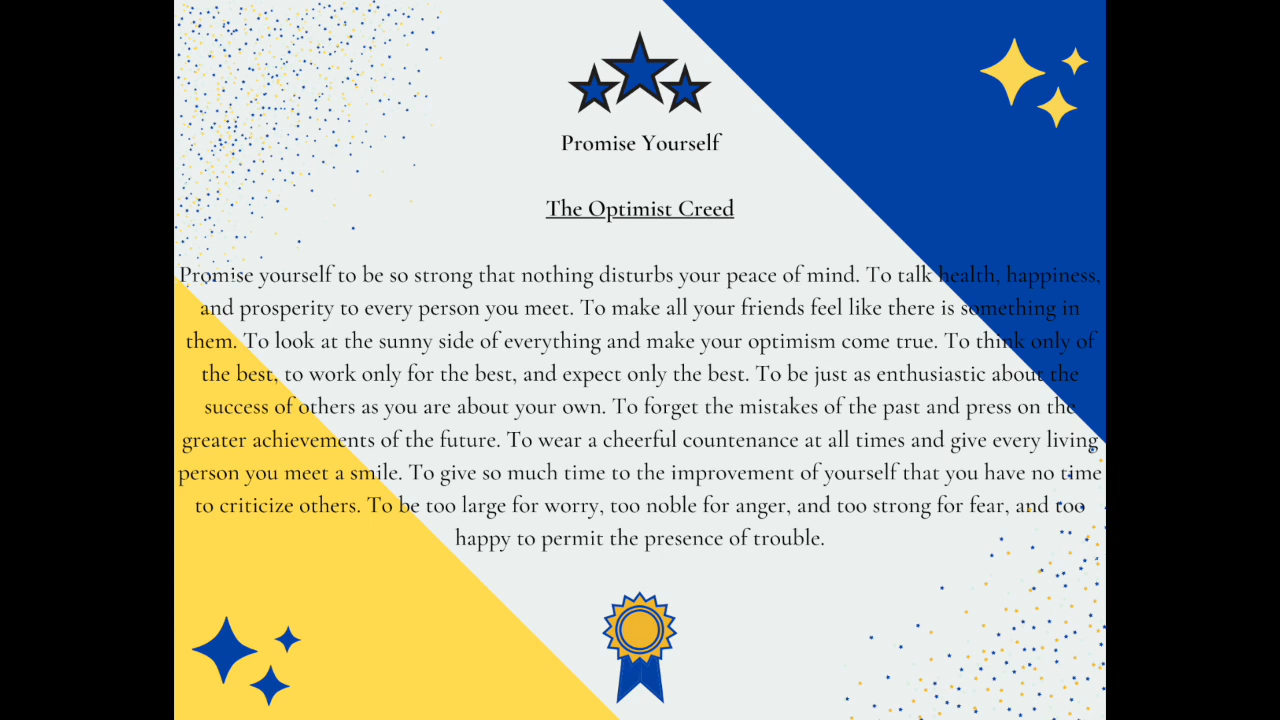 Promise Yourself
The Optimist Creed
Promise yourself to be so strong that nothing disturbs your peace of mind. To talk health, happiness,
and prosperity to every person you meet. To make all your friends feel like there is something in
them. To look at the sunny side of everything and make your optimism come true. To think only of
the best, to work only for the best, and expect only the best. To be just as enthusiastic about the
success of others as you are about your own. To forget the mistakes of the past and press on the
greater achievements of the future. To wear a cheerful countenance at all times and give every living
person you meet a smile. To give so much time to the improvement of yourself that you have no time
to criticize others. To be too large for worry, too noble for anger, and too strong for fear, and too
happy to permit the presence of trouble.